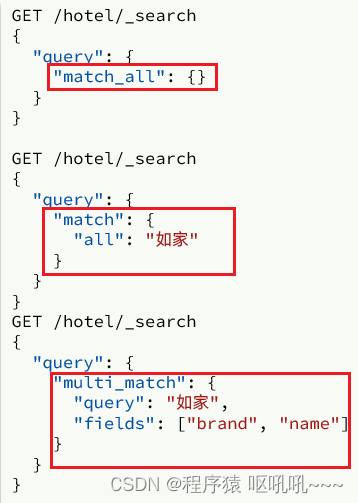 GET /hotel/_search
{
  "query": {
    "match_all": {}
  }
}
GET /hotel/_search
{
  "query": {
    "match": {
      "all": "如家"
    }
  }
}
GET /hotel/_search
{
  "query": {
    "multi_match": {
      "query": "如家",
      "fields": ["brand", "name"]
    }
  }
}
CSDN @程序猿 呕吼吼~~~